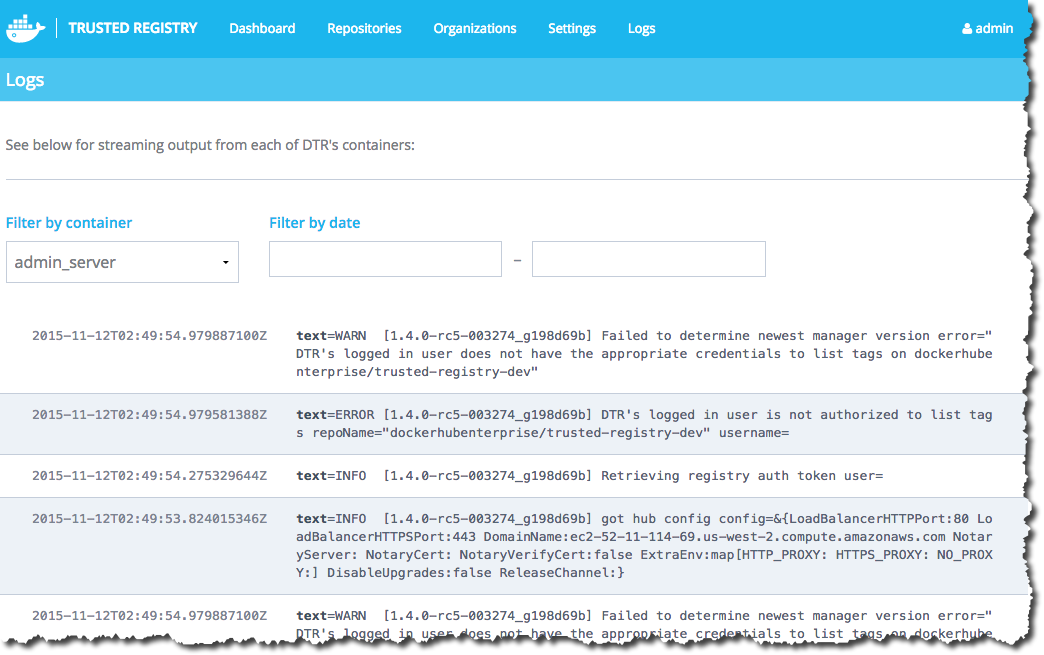 TRUSTED REGISTRY Dashboard Repositories Organizations Settings Logs admin
Logs
See below for streaming output from each of DTR's containers:
Filter by container Filter by date
admin_server –
2015-11-12T02:49:54.979887100Z text=WARN  [1.4.0-rc5-003274_g198d69b] Failed to determine newest manager version error="
DTR's logged in user does not have the appropriate credentials to list tags on dockerhube
nterprise/trusted-registry-dev"
2015-11-12T02:49:54.979581388Z text=ERROR [1.4.0-rc5-003274_g198d69b] DTR's logged in user is not authorized to list tag
s repoName="dockerhubenterprise/trusted-registry-dev" username=
2015-11-12T02:49:54.275329644Z text=INFO  [1.4.0-rc5-003274_g198d69b] Retrieving registry auth token user=
2015-11-12T02:49:53.824015346Z text=INFO  [1.4.0-rc5-003274_g198d69b] got hub config config=&{LoadBalancerHTTPPort:80 Lo
adBalancerHTTPSPort:443 DomainName:ec2-52-11-114-69.us-west-2.compute.amazonaws.com Notar
yServer: NotaryCert: NotaryVerifyCert:false ExtraEnv:map[HTTP_PROXY: HTTPS_PROXY: NO_PROX
Y:] DisableUpgrades:false ReleaseChannel:}
2015-11-12T02:49:54.979887100Z text=WARN  [1.4.0-rc5-003274_g198d69b] Failed to determine newest manager version error="
DTR's logged in user does not have the appropriate credentials to list tags on dockerhube